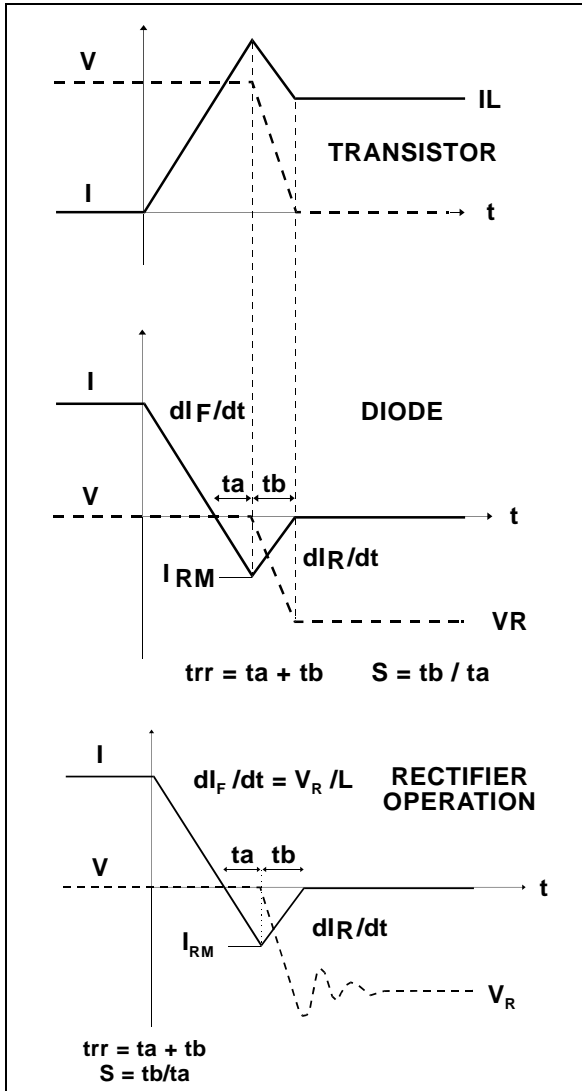 V
IL
TRANSISTOR
I
t
I
dIF/dt
DIODE
ta tb
V
t
IRM
dIR/dt
VR
trr = ta + tb S = tb / ta
I
dIF/dt = VR/L
RECTIFIER
OPERATION
ta tb
V
t
IRM
dIR/dt
VR
trr = ta + tb
S = tb/ta